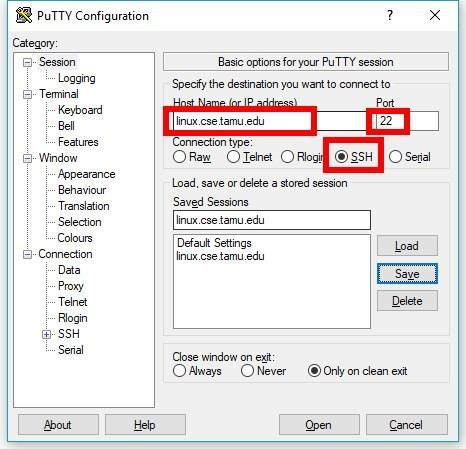 PuTTY Configuration
Category:
Session
Logging
Terminal
Keyboard
Bell
Features
Window
Appearance
Behaviour
Translation
Selection
Colours
Connection
Data
Proxy
Telnet
Rlogin
SSH
Serial
Basic options for your PuTTY session
Specify the destination you want to connect to
Host Name (or IP address) Port
linux.cse.tamu.edu 22
Connection type:
Raw Telnet Rlogin SSH Serial
Load, save or delete a stored session
Saved Sessions
linux.cse.tamu.edu
Default Settings
linux.cse.tamu.edu
Load
Save
Delete
Close window on exit:
Always Never Only on clean exit
About Help Open Cancel